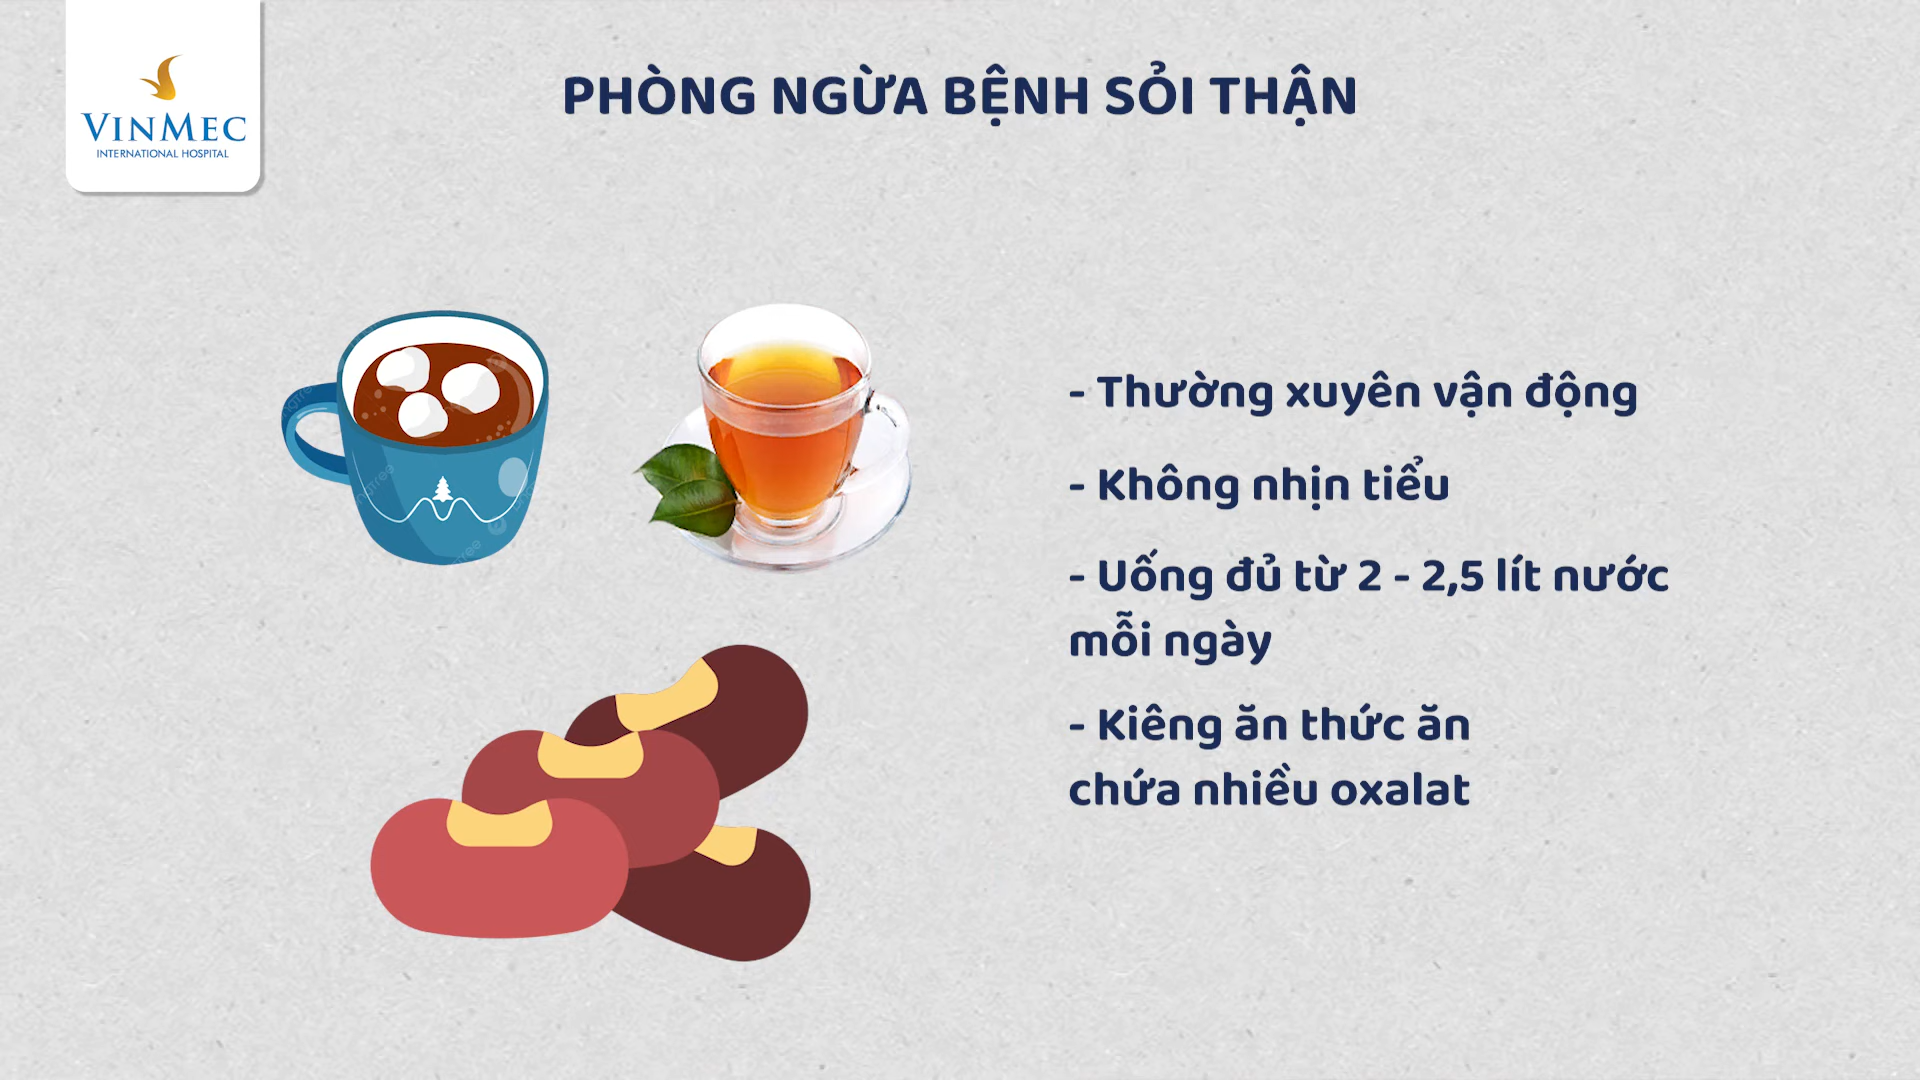 VINMEC
INTERNATIONAL HOSPITAL
PHÒNG NGỪA BỆNH SỎI THẬN
- Thường xuyên vận động
- Không nhịn tiểu
- Uống đủ từ 2 - 2,5 lít nước
mỗi ngày
- Kiêng ăn thức ăn
chứa nhiều oxalat